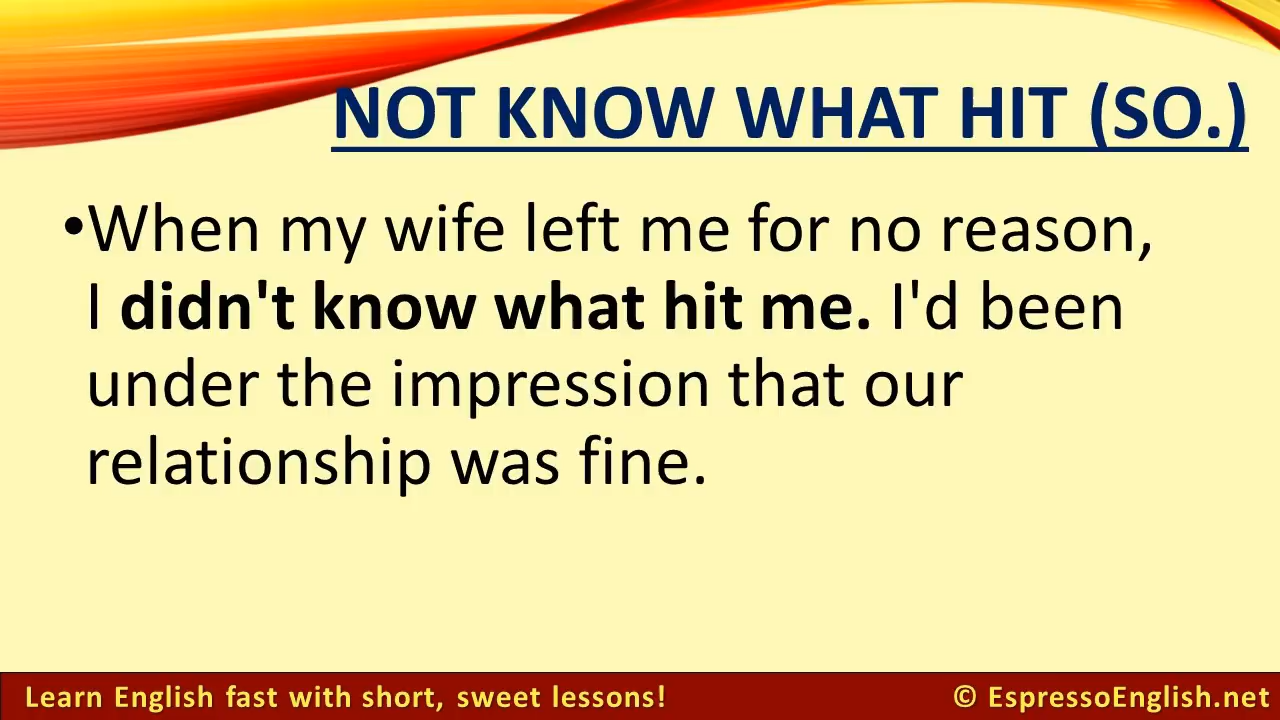 NOT KNOW WHAT HIT (SO.)
•When my wife left me for no reason,
I didn't know what hit me. I'd been
under the impression that our
relationship was fine.
Learn English fast with short, sweet lessons!
© EspressoEnglish.net